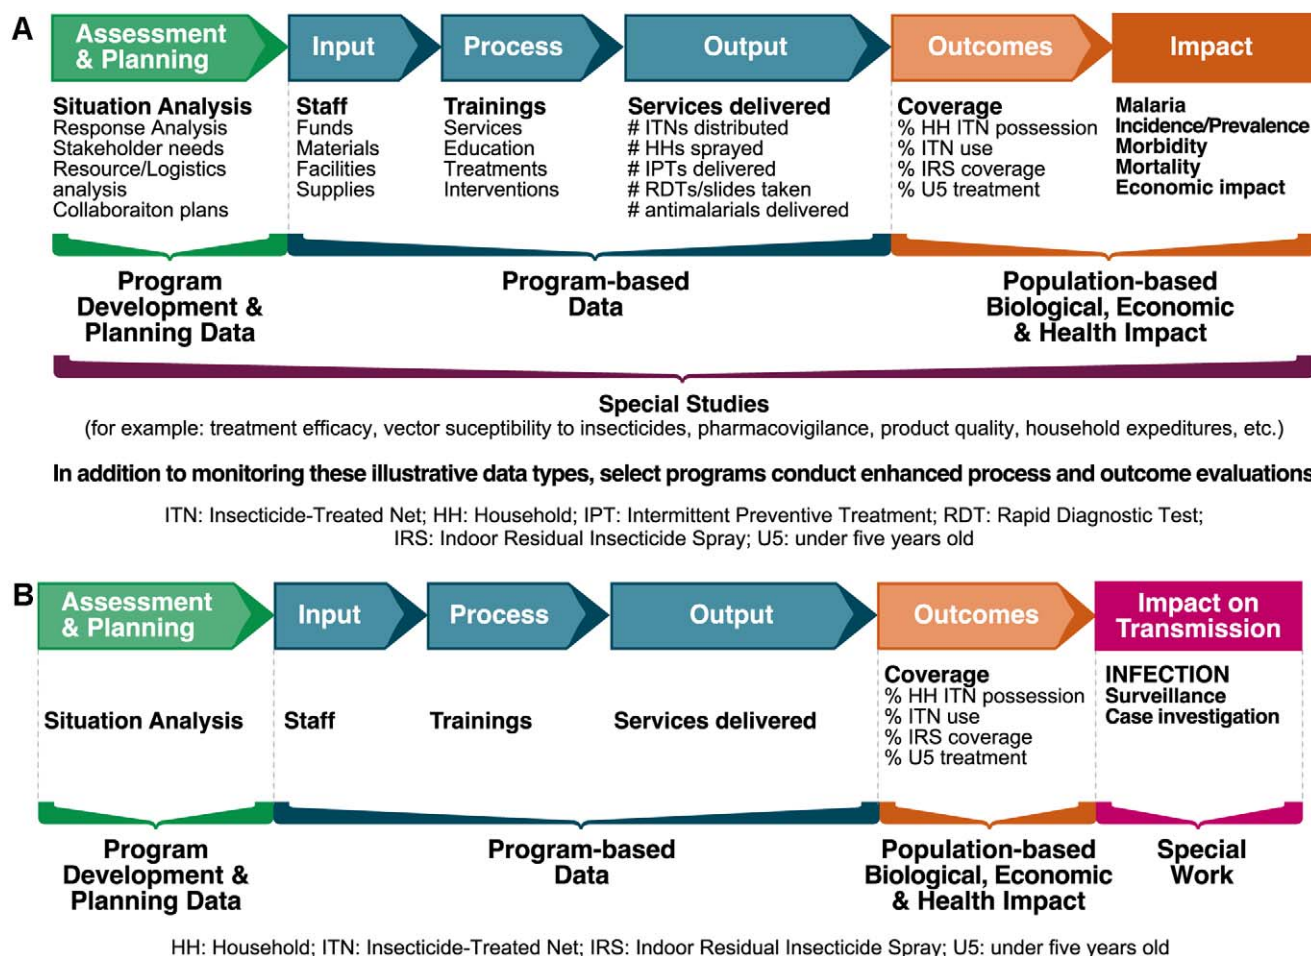 A
Assessment
& Planning
Input
Process
Output
Outcomes
Impact
Situation Analysis
Response Analysis
Stakeholder needs
Resource/Logistics
analysis
Collaboraiton plans
Staff
Funds
Materials
Facilities
Supplies
Trainings
Services
Education
Treatments
Interventions
Services delivered
# ITNs distributed
# HHs sprayed
# IPTs delivered
# RDTs/slides taken
# antimalarials delivered
Coverage
% HH ITN possession
% ITN use
% IRS coverage
% U5 treatment
Malaria
Incidence/Prevalence
Morbidity
Mortality
Economic impact
Program
Development &
Planning Data
Program-based
Data
Population-based
Biological, Economic
& Health Impact
Special Studies
(for example: treatment efficacy, vector suceptibility to insecticides, pharmacovigilance, product quality, household expeditures, etc.)
In addition to monitoring these illustrative data types, select programs conduct enhanced process and outcome evaluations
ITN: Insecticide-Treated Net; HH: Household; IPT: Intermittent Preventive Treatment; RDT: Rapid Diagnostic Test;
IRS: Indoor Residual Insecticide Spray; U5: under five years old
B
Assessment
& Planning
Input
Process
Output
Outcomes
Impact on
Transmission
Situation Analysis
Staff
Trainings
Services delivered
Coverage
% HH ITN possession
% ITN use
% IRS coverage
% U5 treatment
INFECTION
Surveillance
Case investigation
Program
Development &
Planning Data
Program-based
Data
Population-based
Biological, Economic
& Health Impact
Special
Work
HH: Household; ITN: Insecticide-Treated Net; IRS: Indoor Residual Insecticide Spray; U5: under five years old